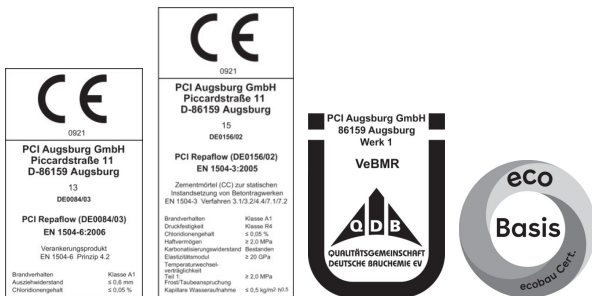 CE
0921
PCI Augsburg GmbH
Piccardstraße 11
D-86159 Augsburg
13
DE0084/03
PCI Repaflow (DE0084/03)
EN 1504-6:2006
Verankerungsprodukt
EN 1504-6 Prinzip 4.2
Brandverhalten Klasse A1
Ausziehwiderstand ≤ 0,6 mm
Chloridionengehalt ≤ 0,05 %
CE
0921
PCI Augsburg GmbH
Piccardstraße 11
D-86159 Augsburg
15
DE0156/02
PCI Repaflow (DE0156/02)
EN 1504-3:2005
Zementmörtel (CC) zur statischen
Instandsetzung von Betontragwerken
EN 1504-3 Verfahren 3.1/3.2/4.4/7.1/7.2
Brandverhalten Klasse A1
Druckfestigkeit Klasse R4
Chloridionengehalt ≤ 0,05 %
Haftvermögen ≥ 2,0 MPa
Karbonatisierungswiderstand Bestanden
Elastizitätsmodul ≥ 20 GPa
Temperaturwechsel-
verträglichkeit
Teil 1: ≥ 2,0 MPa
Frost/Taubeanspruchung
Kapillare Wasseraufnahme ≤ 0,5 kg/m² h0,5
PCI Augsburg GmbH
86159 Augsburg
Werk 1
VeBMR
QDB
QUALITÄTSGEMEINSCHAFT
DEUTSCHE BAUCHEMIE EV
eco
Basis
ecobau Cert.